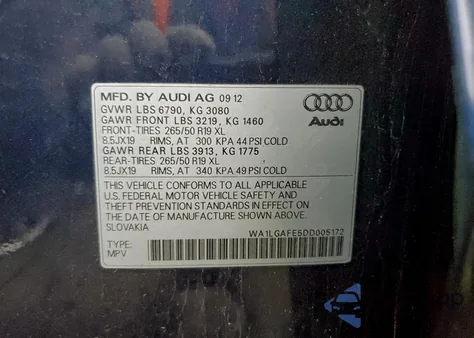 MFD. BY AUDI AG 09 12
GVWR LBS 6790, KG 3080
GAWR FRONT LBS 3219, KG 1460
FRONT-TIRES 265/50 R19 XL
8.5JX19 RIMS, AT 300 KPA 44 PSI COLD
GAWR REAR LBS 3913, KG 1775
REAR-TIRES 265/50 R19 XL
8.5JX19 RIMS, AT 340 KPA 49 PSI COLD
Audi
THIS VEHICLE CONFORMS TO ALL APPLICABLE
U.S. FEDERAL MOTOR VEHICLE SAFETY AND
THEFT PREVENTION STANDARDS IN EFFECT ON
THE DATE OF MANUFACTURE SHOWN ABOVE.
SLOVAKIA
WA1LGAFE5DD005172
TYPE:
MPV